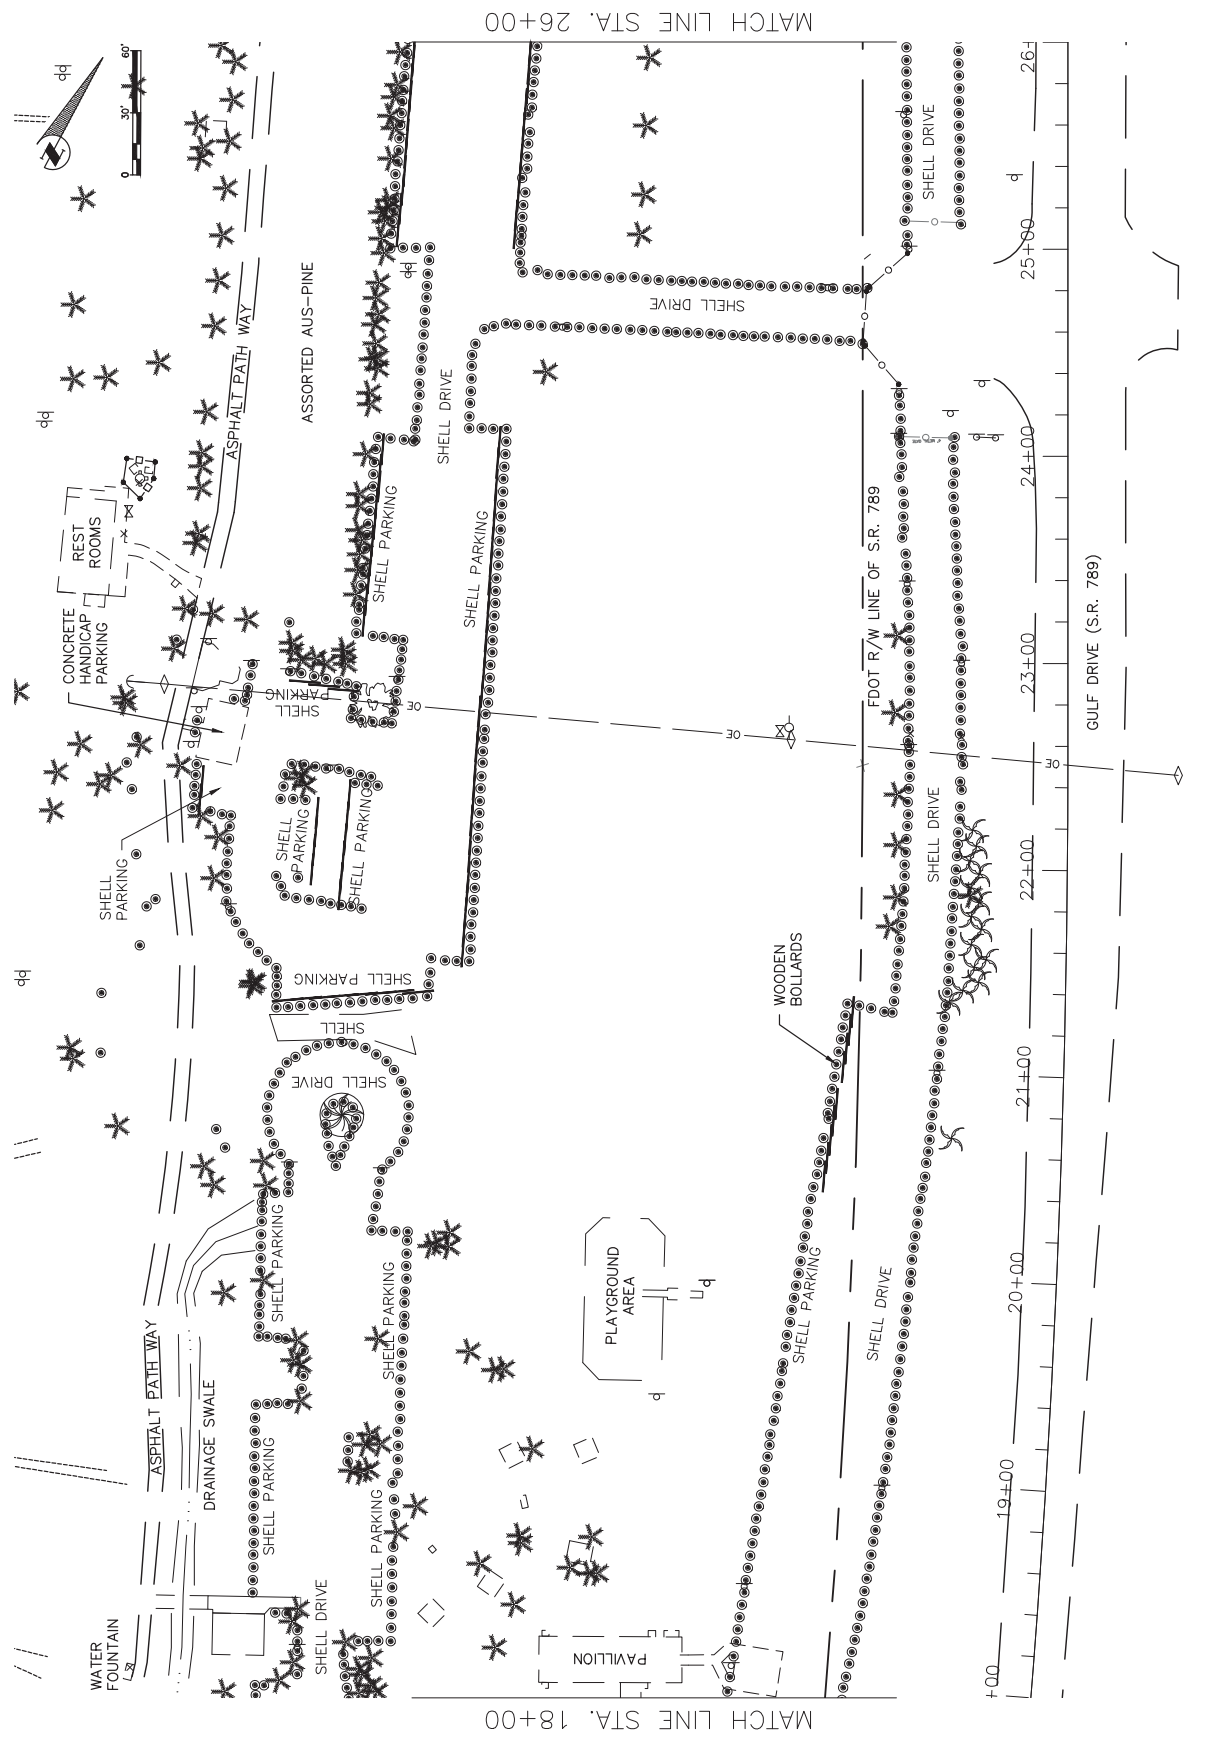 MATCH LINE STA. 26+00
0'
30'
60'
N
26+
SHELL DRIVE
25+00
SHELL DRIVE
ASPHALT PATH WAY
ASSORTED AUS-PINE
SHELL DRIVE
24+00
REST
ROOMS
SHELL PARKING
SHELL PARKING
FDOT R/W LINE OF S.R. 789
GULF DRIVE (S.R. 789)
CONCRETE
HANDICAP
PARKING
23+00
SHELL
PARKING
OE
OE
OE
SHELL
PARKING
SHELL
PARKING
SHELL PARKING
SHELL DRIVE
22+00
WOODEN
BOLLARDS
SHELL PARKING
SHELL
SHELL DRIVE
21+00
SHELL PARKING
SHELL PARKING
PLAYGROUND
AREA
SHELL PARKING
SHELL DRIVE
20+00
ASPHALT PATH WAY
DRAINAGE SWALE
SHELL PARKING
SHELL PARKING
19+00
WATER
FOUNTAIN
SHELL DRIVE
PAVILLION
+00
MATCH LINE STA. 18+00